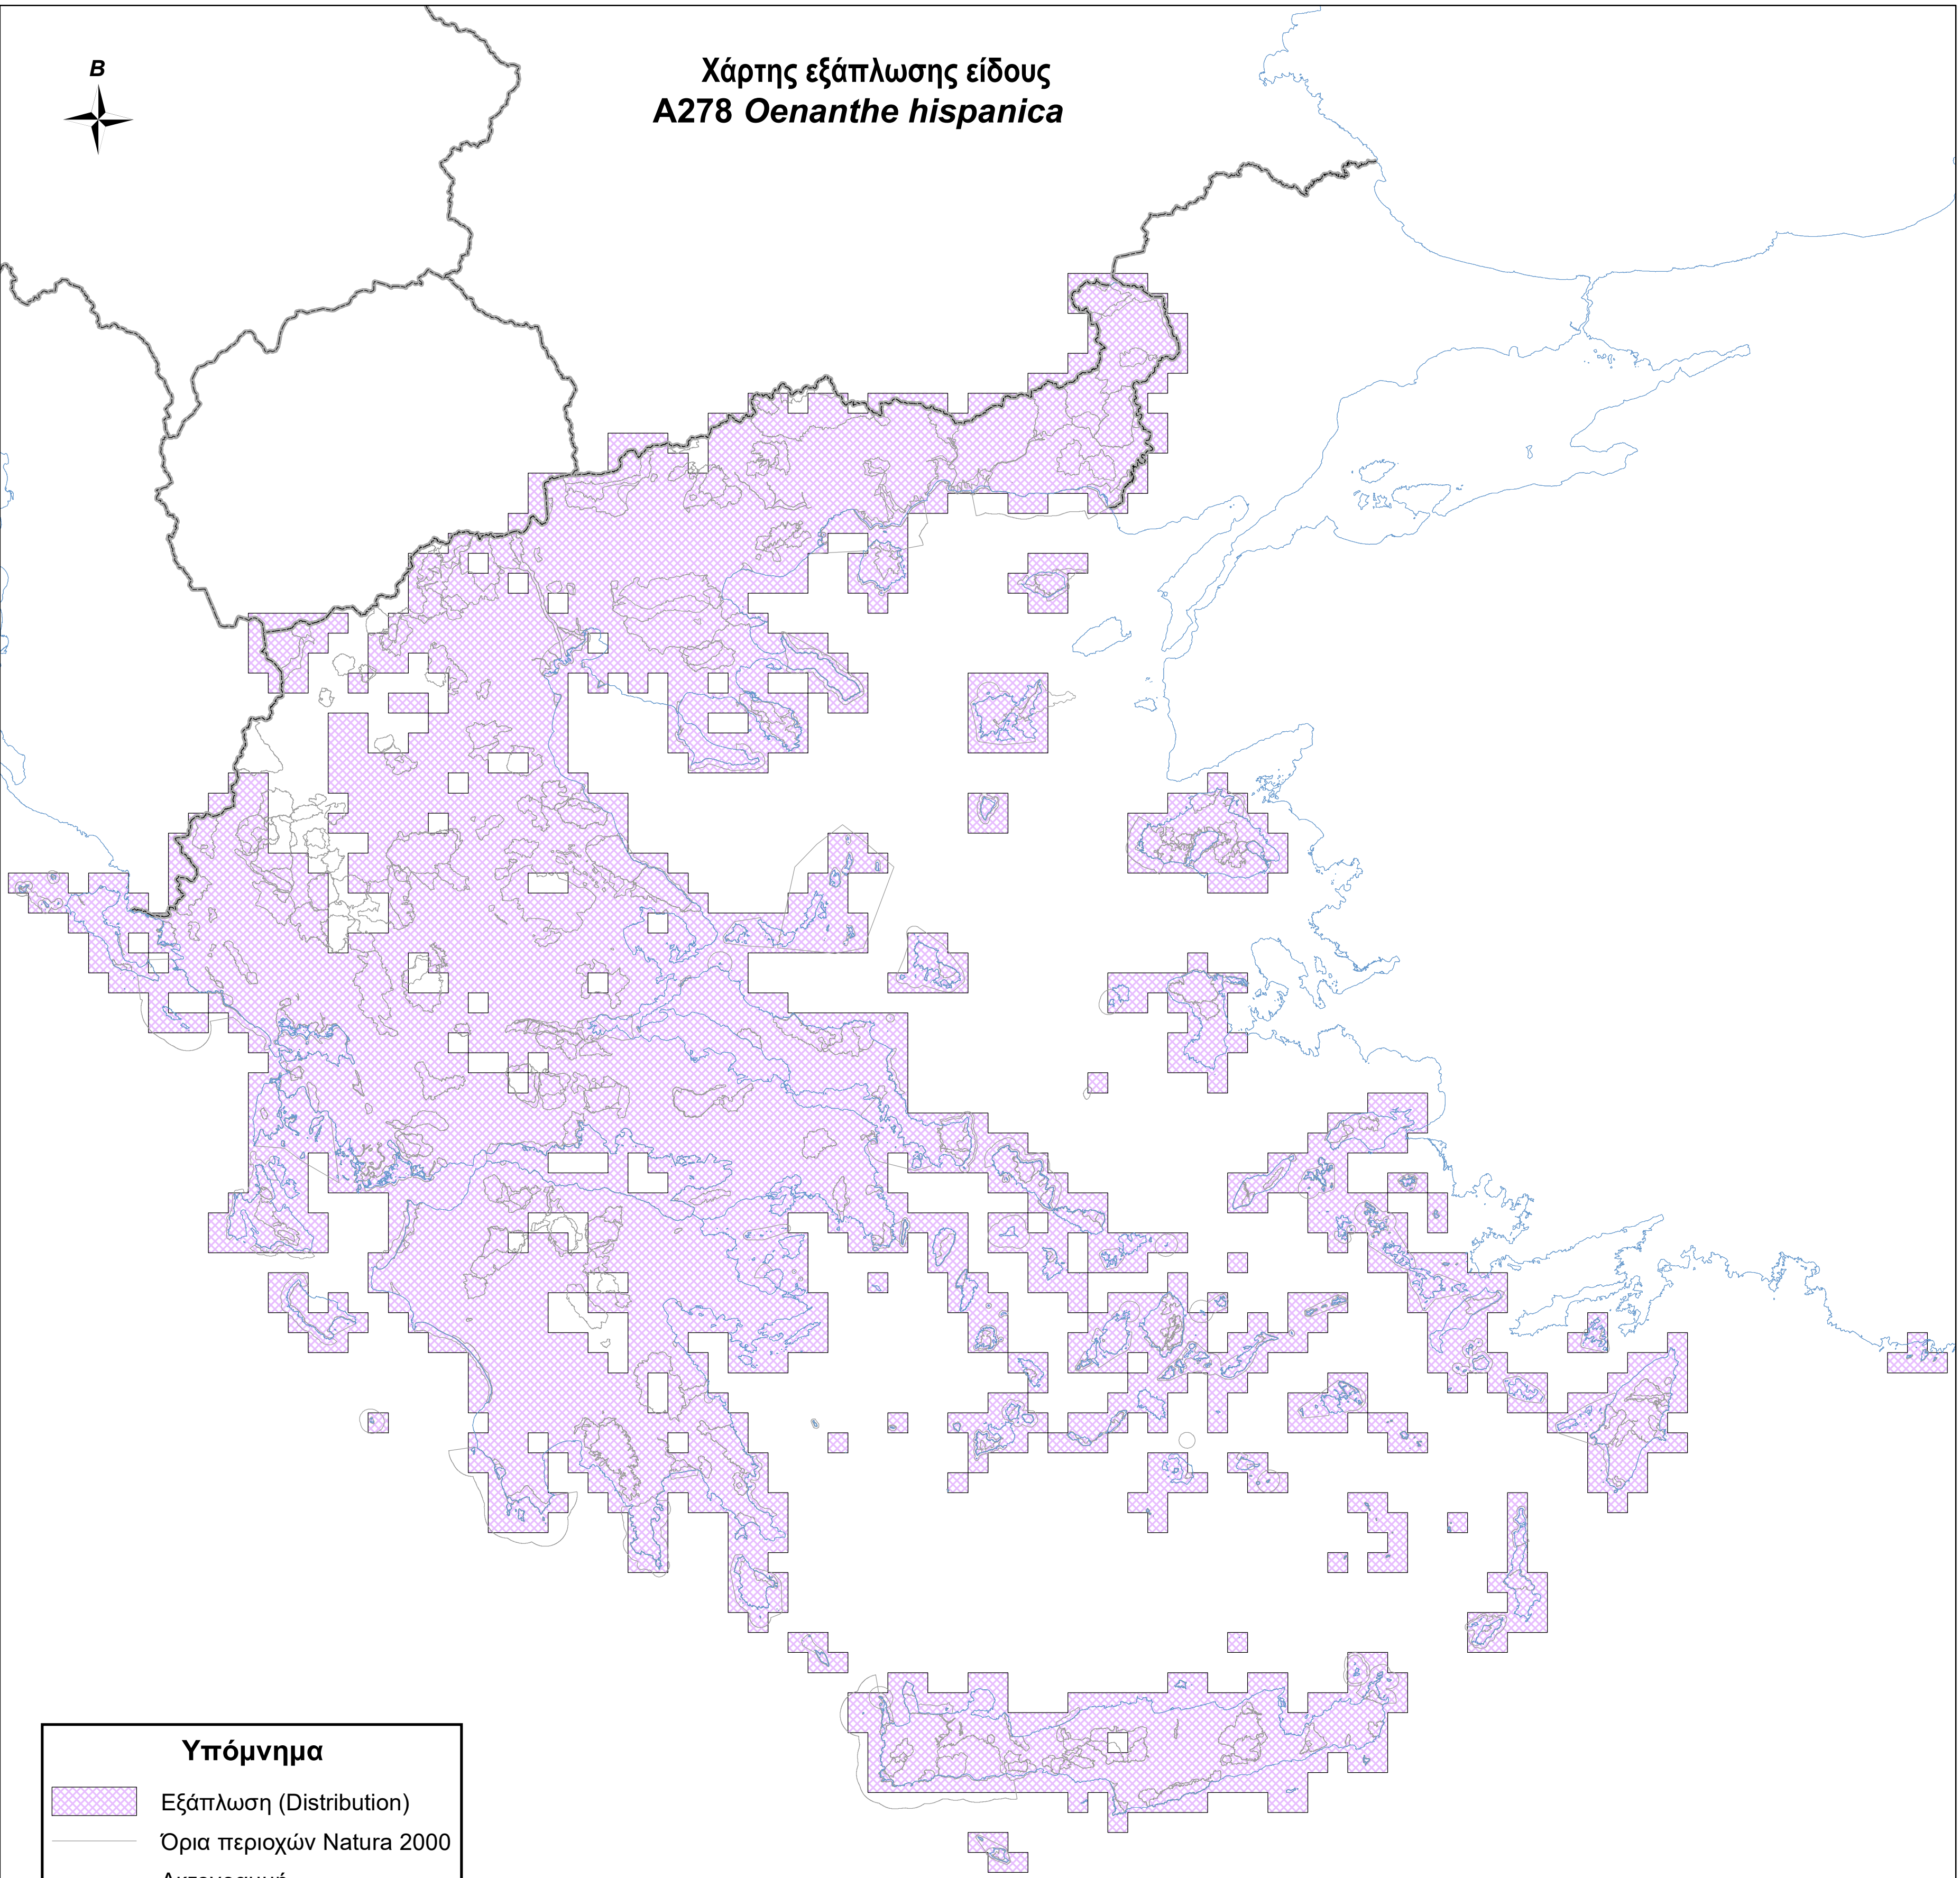 B
Χάρτης εξάπλωσης είδους
A278 Oenanthe hispanica
Υπόμνημα
Εξάπλωση (Distribution)
Όρια περιοχών Natura 2000